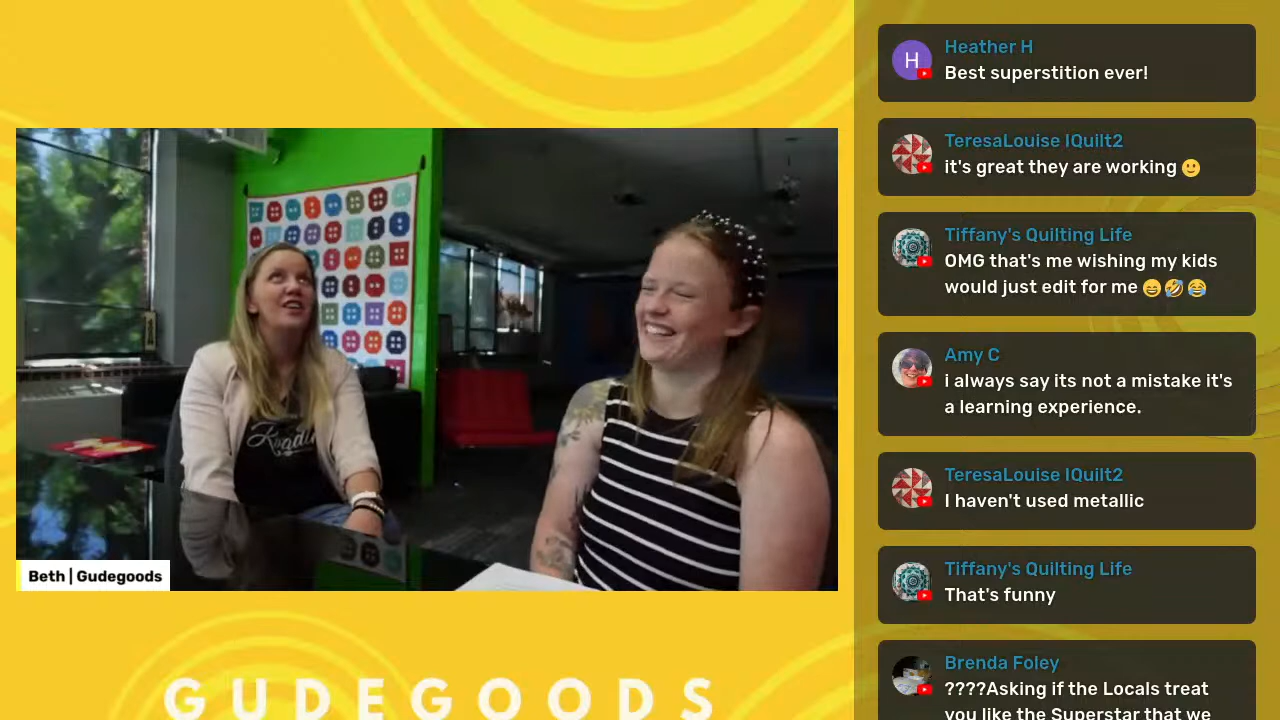 Heather H
Best superstition ever!
TeresaLouise IQuilt2
it's great they are working 🙂
Tiffany's Quilting Life
OMG that's me wishing my kids
would just edit for me 😄🤣😂
Amy C
i always say its not a mistake it's
a learning experience.
TeresaLouise IQuilt2
I haven't used metallic
Tiffany's Quilting Life
That's funny
Brenda Foley
????Asking if the Locals treat
you like the Superstar that we
H
Beth | Gudegoods
GUDEGOODS